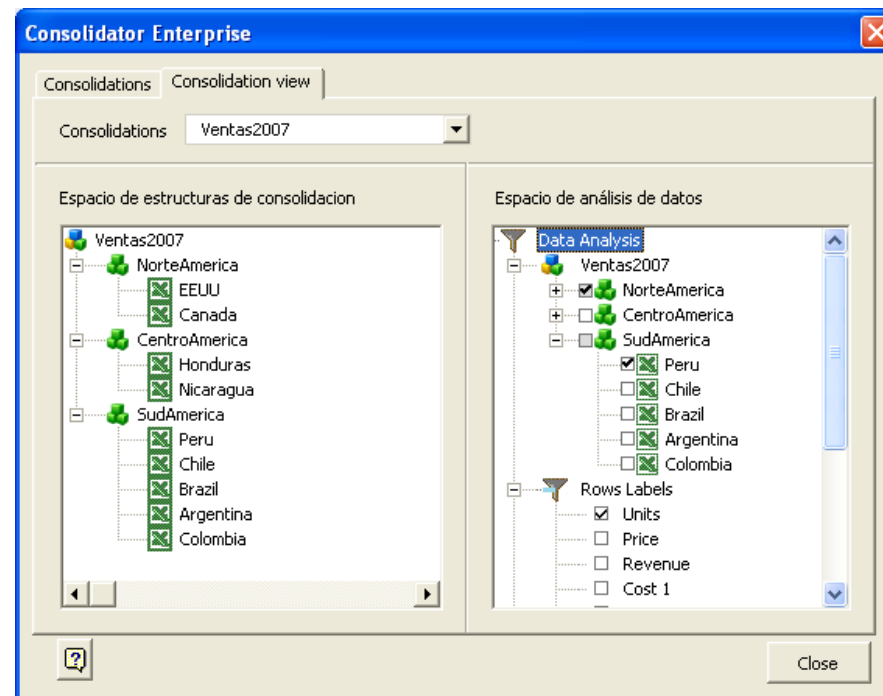 Consolidator Enterprise
Consolidations
Consolidation view
Consolidations
Ventas2007
Espacio de estructuras de consolidacion
Ventas2007
NorteAmerica
EEUU
Canada
CentroAmerica
Honduras
Nicaragua
SudAmerica
Peru
Chile
Brazil
Argentina
Colombia
Espacio de análisis de datos
Data Analysis
Ventas2007
NorteAmerica
CentroAmerica
SudAmerica
Peru
Chile
Brazil
Argentina
Colombia
Rows Labels
Units
Price
Revenue
Cost 1
Close